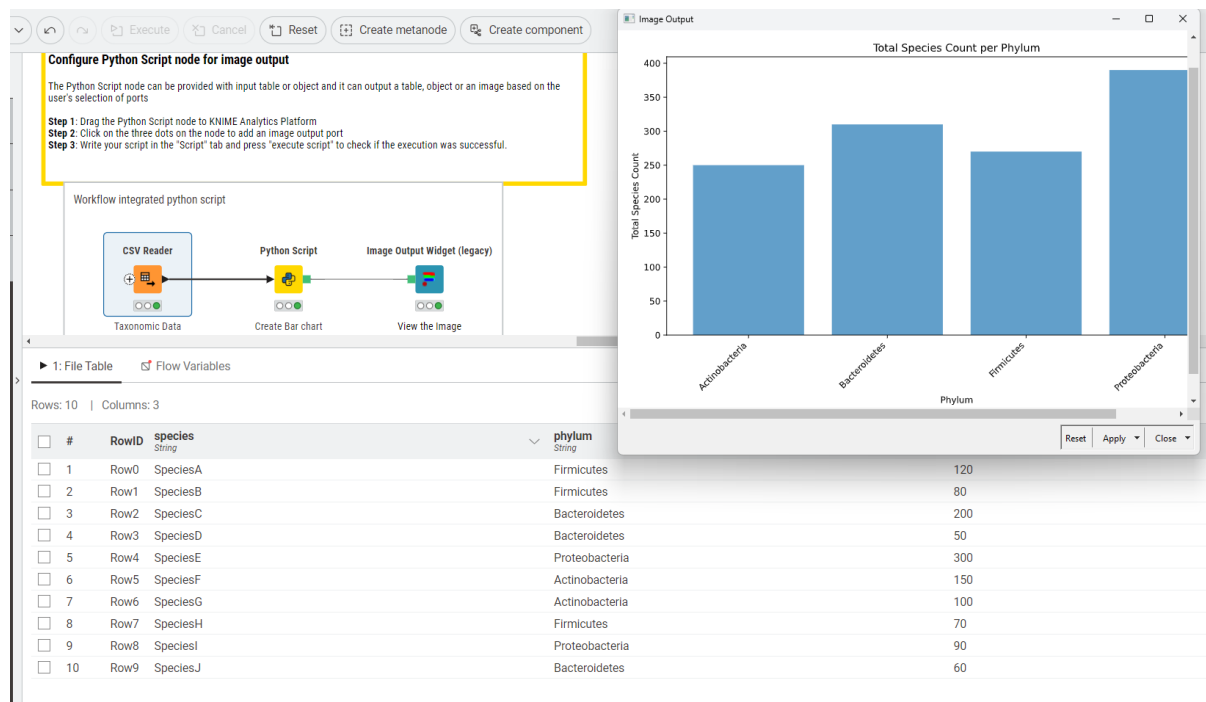 Execute
Cancel
Reset
Create metanode
Create component
Configure Python Script node for image output
The Python Script node can be provided with input table or object and it can output a table, object or an image based on the
user's selection of ports
Step 1: Drag the Python Script node to KNIME Analytics Platform
Step 2: Click on the three dots on the node to add an image output port
Step 3: Write your script in the "Script" tab and press "execute script" to check if the execution was successful.
Workflow integrated python script
CSV Reader
Python Script
Image Output Widget (legacy)
Taxonomic Data
Create Bar chart
View the Image
Image Output
Total Species Count per Phylum
Total Species Count
400
350
300
250
200
150
100
50
0
Actinobacteria
Bacteroidetes
Firmicutes
Proteobacteria
Phylum
Reset Apply Close
1: File Table Flow Variables
Rows: 10 | Columns: 3
# RowID species String phylum String
1 Row0 SpeciesA Firmicutes 120
2 Row1 SpeciesB Firmicutes 80
3 Row2 SpeciesC Bacteroidetes 200
4 Row3 SpeciesD Bacteroidetes 50
5 Row4 SpeciesE Proteobacteria 300
6 Row5 SpeciesF Actinobacteria 150
7 Row6 SpeciesG Actinobacteria 100
8 Row7 SpeciesH Firmicutes 70
9 Row8 SpeciesI Proteobacteria 90
10 Row9 SpeciesJ Bacteroidetes 60